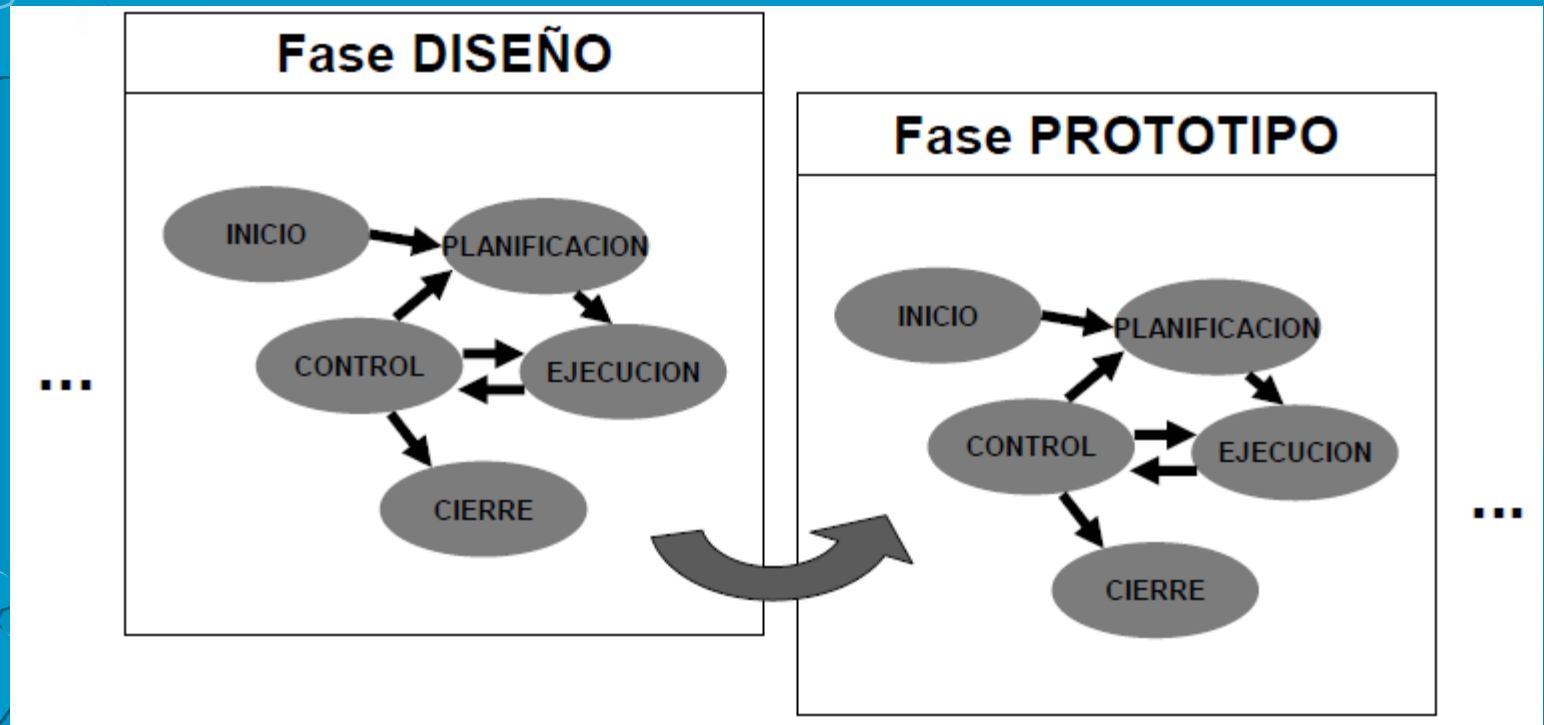 Fase DISEÑO
INICIO
PLANIFICACION
CONTROL
EJECUCION
CIERRE
...
Fase PROTOTIPO
INICIO
PLANIFICACION
CONTROL
EJECUCION
CIERRE
...